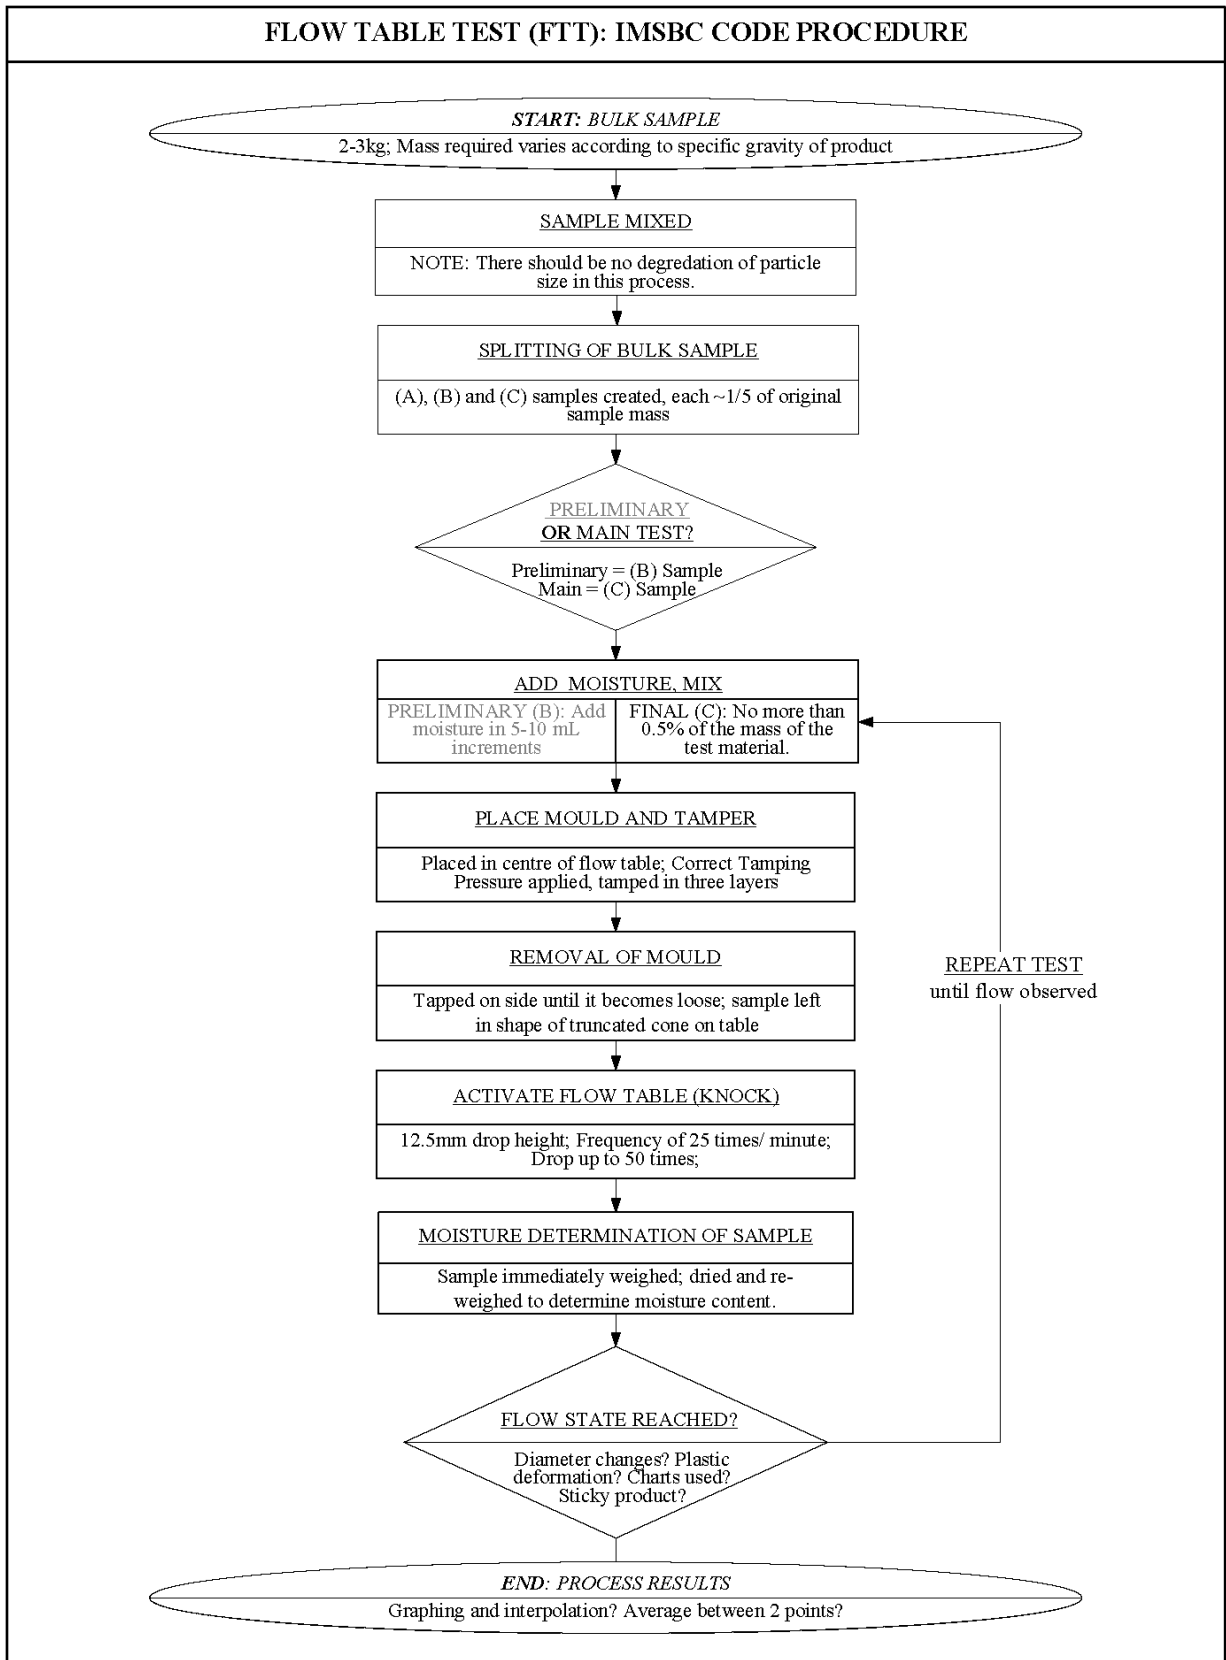 FLOW TABLE TEST (FTT): IMSBC CODE PROCEDURE
START: BULK SAMPLE
2-3kg; Mass required varies according to specific gravity of product
SAMPLE MIXED
NOTE: There should be no degredation of particle
size in this process.
SPLITTING OF BULK SAMPLE
(A), (B) and (C) samples created, each ~1/5 of original
sample mass
PRELIMINARY
OR MAIN TEST?
Preliminary = (B) Sample
Main = (C) Sample
ADD MOISTURE, MIX
PRELIMINARY (B): Add
moisture in 5-10 mL
increments
FINAL (C): No more than
0.5% of the mass of the
test material.
PLACE MOULD AND TAMPER
Placed in centre of flow table; Correct Tamping
Pressure applied, tamped in three layers
REMOVAL OF MOULD
Tapped on side until it becomes loose; sample left
in shape of truncated cone on table
REPEAT TEST
until flow observed
ACTIVATE FLOW TABLE (KNOCK)
12.5mm drop height; Frequency of 25 times/ minute;
Drop up to 50 times;
MOISTURE DETERMINATION OF SAMPLE
Sample immediately weighed; dried and re-
weighed to determine moisture content.
FLOW STATE REACHED?
Diameter changes? Plastic
deformation? Charts used?
Sticky product?
END: PROCESS RESULTS
Graphing and interpolation? Average between 2 points?